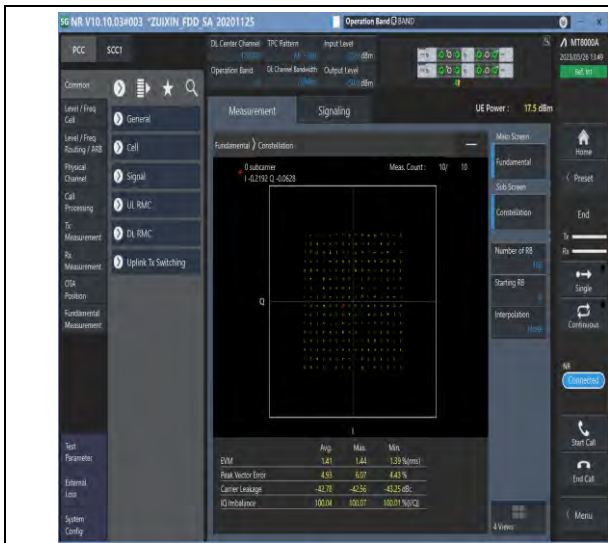 5G NR V10.10.03#003 *ZUIXIN_FDD_SA 20201125
Operation Band 3 BAND
PCC
SCC1
DL Center Channel
TPC Pattern
Input Level
dBm
Operation Band
DL Channel Bandwidth
Output Level
dBm
MT8000A
2023/05/26 13:49
Ref. Int
Common
Level / Freq
Cell
Level / Freq
Routing / ARB
Physical
Channel
Call
Processing
Tx
Measurement
Rx
Measurement
OTA
Position
Fundamental
Measurement
Test
Parameter
External
Loss
System
Config
General
Cell
Signal
UL RMC
DL RMC
Uplink Tx Switching
Measurement
Signaling
UE Power : 17.5 dBm
Fundamental
Constellation
0 subcarrier
I -0.2192 Q -0.0628
Meas. Count : 10/ 10
Q
I
Avg. Max. Min.
EVM 1.41 1.44 1.39 %(rms)
Peak Vector Error 4.93 6.07 4.43 %
Carrier Leakage -42.78 -42.56 -43.25 dBc
IQ Imbalance 100.04 100.07 100.01 %(I/Q)
Main Screen
Fundamental
Sub Screen
Constellation
Number of RB
Starting RB
Interpolation
4 Views
Home
Preset
End
Tx
Rx
Single
Continuous
NR
Connected
Start Call
End Call
Menu